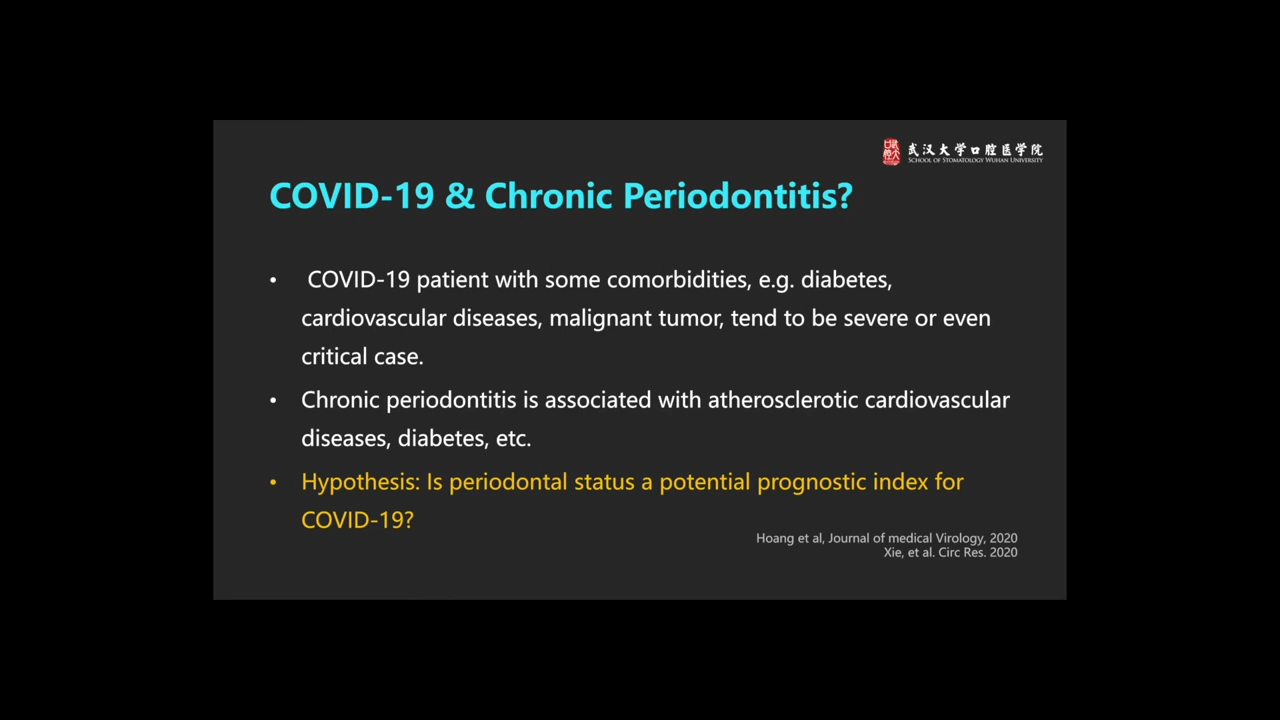 武汉大学口腔医学院
SCHOOL OF STOMATOLOGY WUHAN UNIVERSITY
COVID-19 & Chronic Periodontitis?
• COVID-19 patient with some comorbidities, e.g. diabetes,
cardiovascular diseases, malignant tumor, tend to be severe or even
critical case.
• Chronic periodontitis is associated with atherosclerotic cardiovascular
diseases, diabetes, etc.
• Hypothesis: Is periodontal status a potential prognostic index for
COVID-19?
Hoang et al, Journal of medical Virology, 2020
Xie, et al. Circ Res. 2020